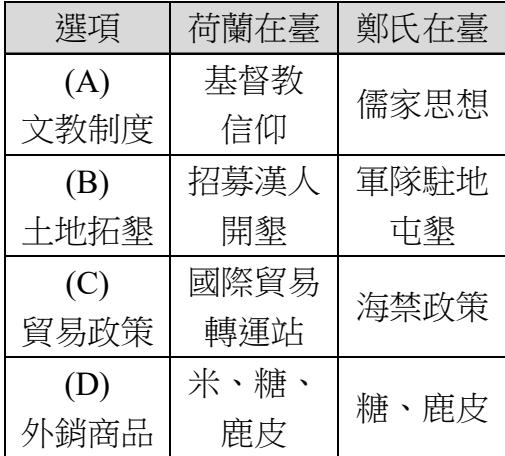 選項 荷蘭在臺 鄭氏在臺
(A) 文教制度 基督教信仰 儒家思想
(B) 土地拓墾 招募漢人開墾 軍隊駐地屯墾
(C) 貿易政策 國際貿易轉運站 海禁政策
(D) 外銷商品 米、糖、鹿皮 糖、鹿皮